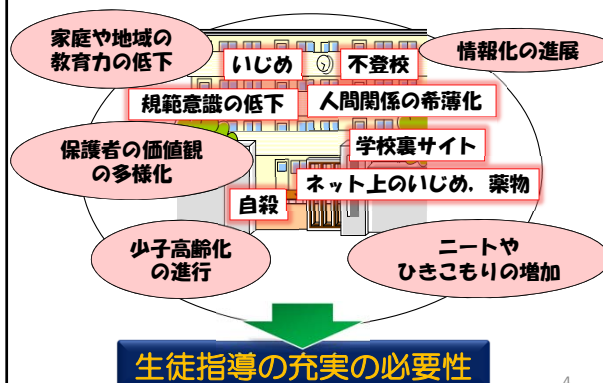 家庭や地域の
教育力の低下
いじめ
不登校
情報化の進展
規範意識の低下
人間関係の希薄化
保護者の価値観
の多様化
学校裏サイト
ネット上のいじめ，薬物
自殺
少子高齢化
の進行
ニートや
ひきこもりの増加
生徒指導の充実の必要性
4